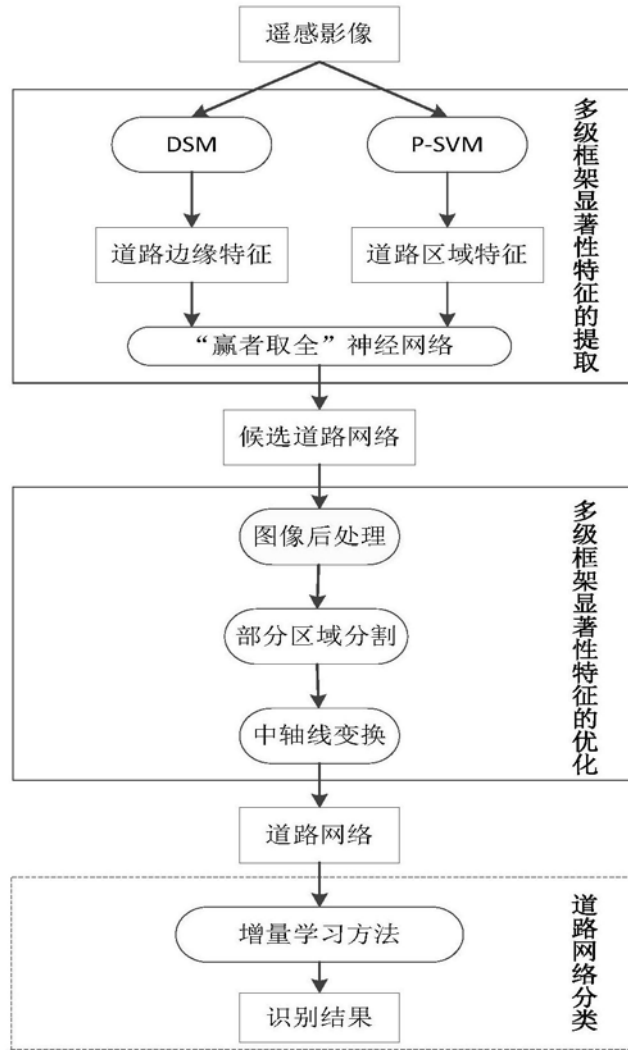 遥感影像
DSM
P-SVM
道路边缘特征
道路区域特征
“赢者取全”神经网络
多级框架显著性特征的提取
候选道路网络
图像后处理
部分区域分割
中轴线变换
多级框架显著性特征的优化
道路网络
增量学习方法
识别结果
道路网络分类